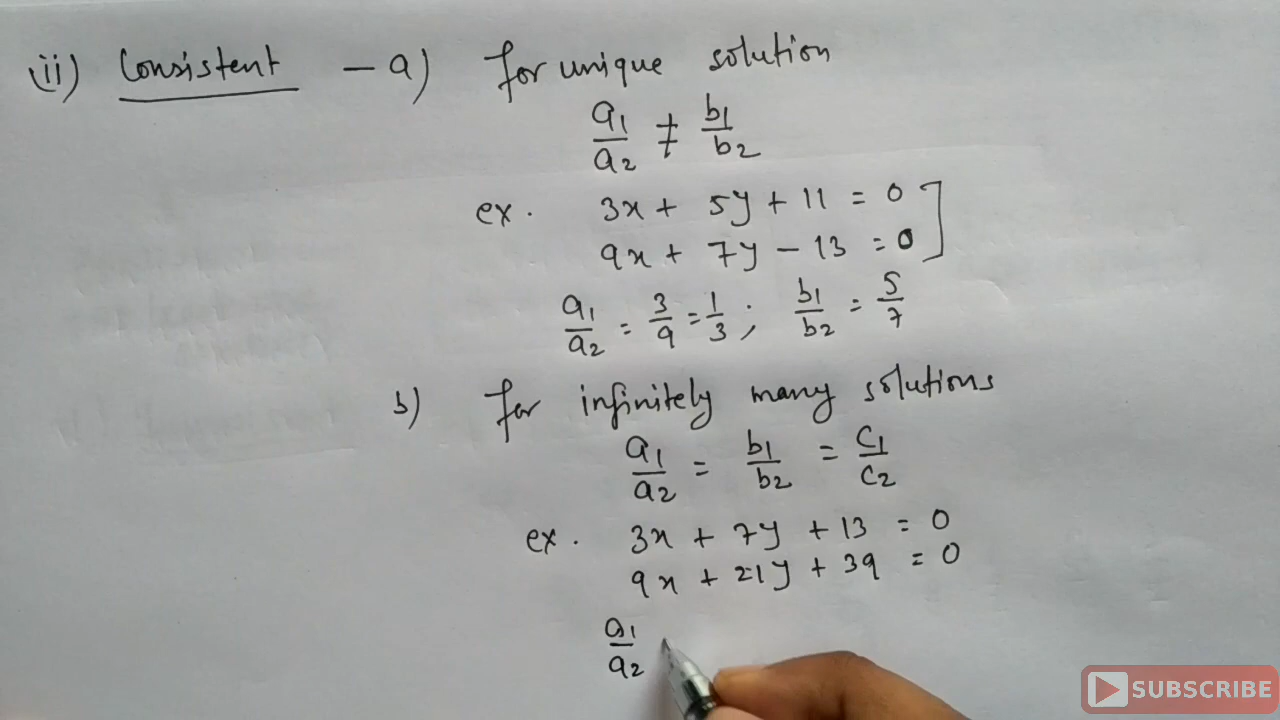 (ii) Consistent - a) for unique solution
a1/a2 ≠ b1/b2
ex. 3x + 5y + 11 = 0
9x + 7y - 13 = 0
a1/a2 = 3/9 = 1/3 ; b1/b2 = 5/7
b) for infinitely many solutions
a1/a2 = b1/b2 = c1/c2
ex. 3x + 7y + 13 = 0
9x + 21y + 39 = 0
a1/a2
SUBSCRIBE